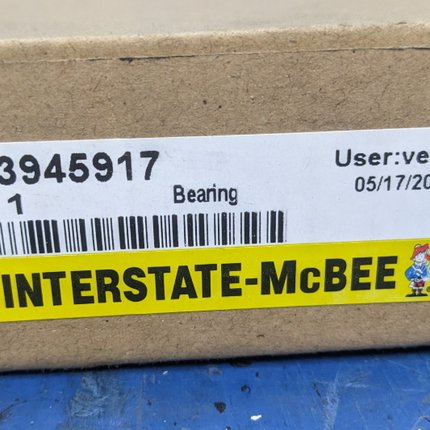 3945917
User:ve
1
Bearing
05/17/20
INTERSTATE-McBEE